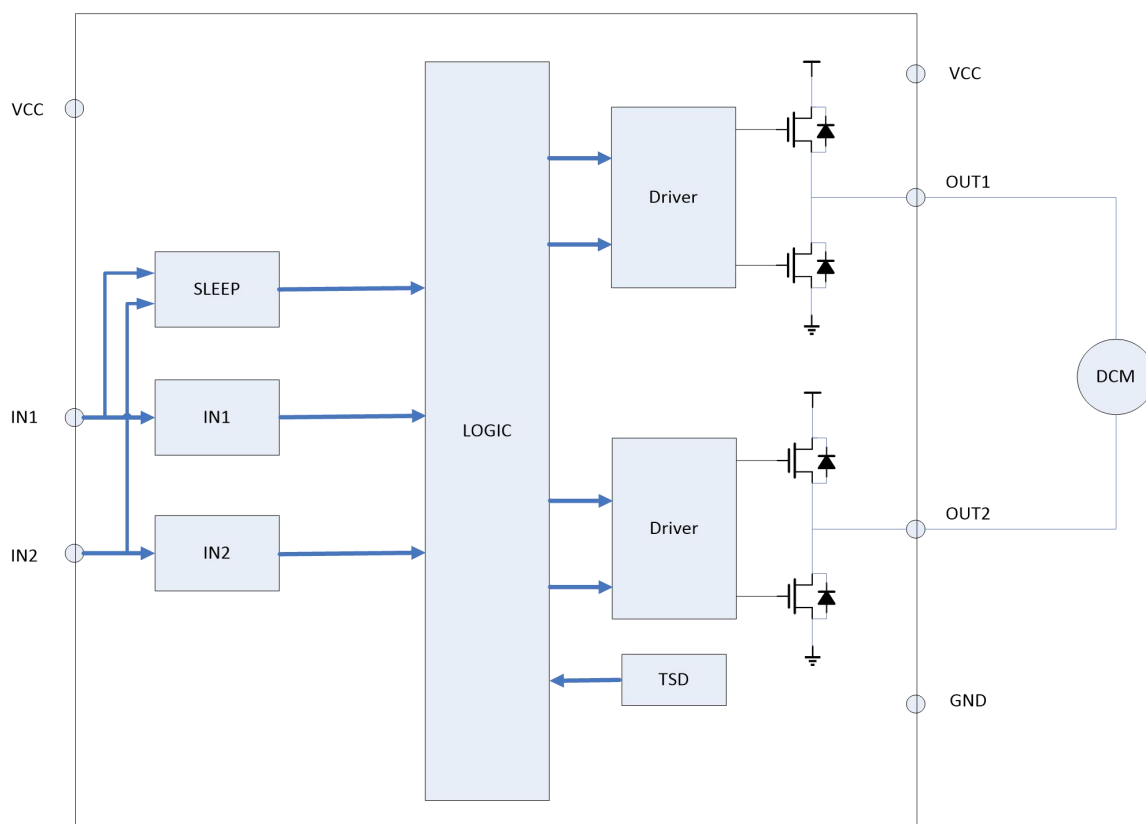 VCC
VCC
Driver
OUT1
SLEEP
DCM
IN1
IN1
LOGIC
OUT2
Driver
IN2
IN2
TSD
GND